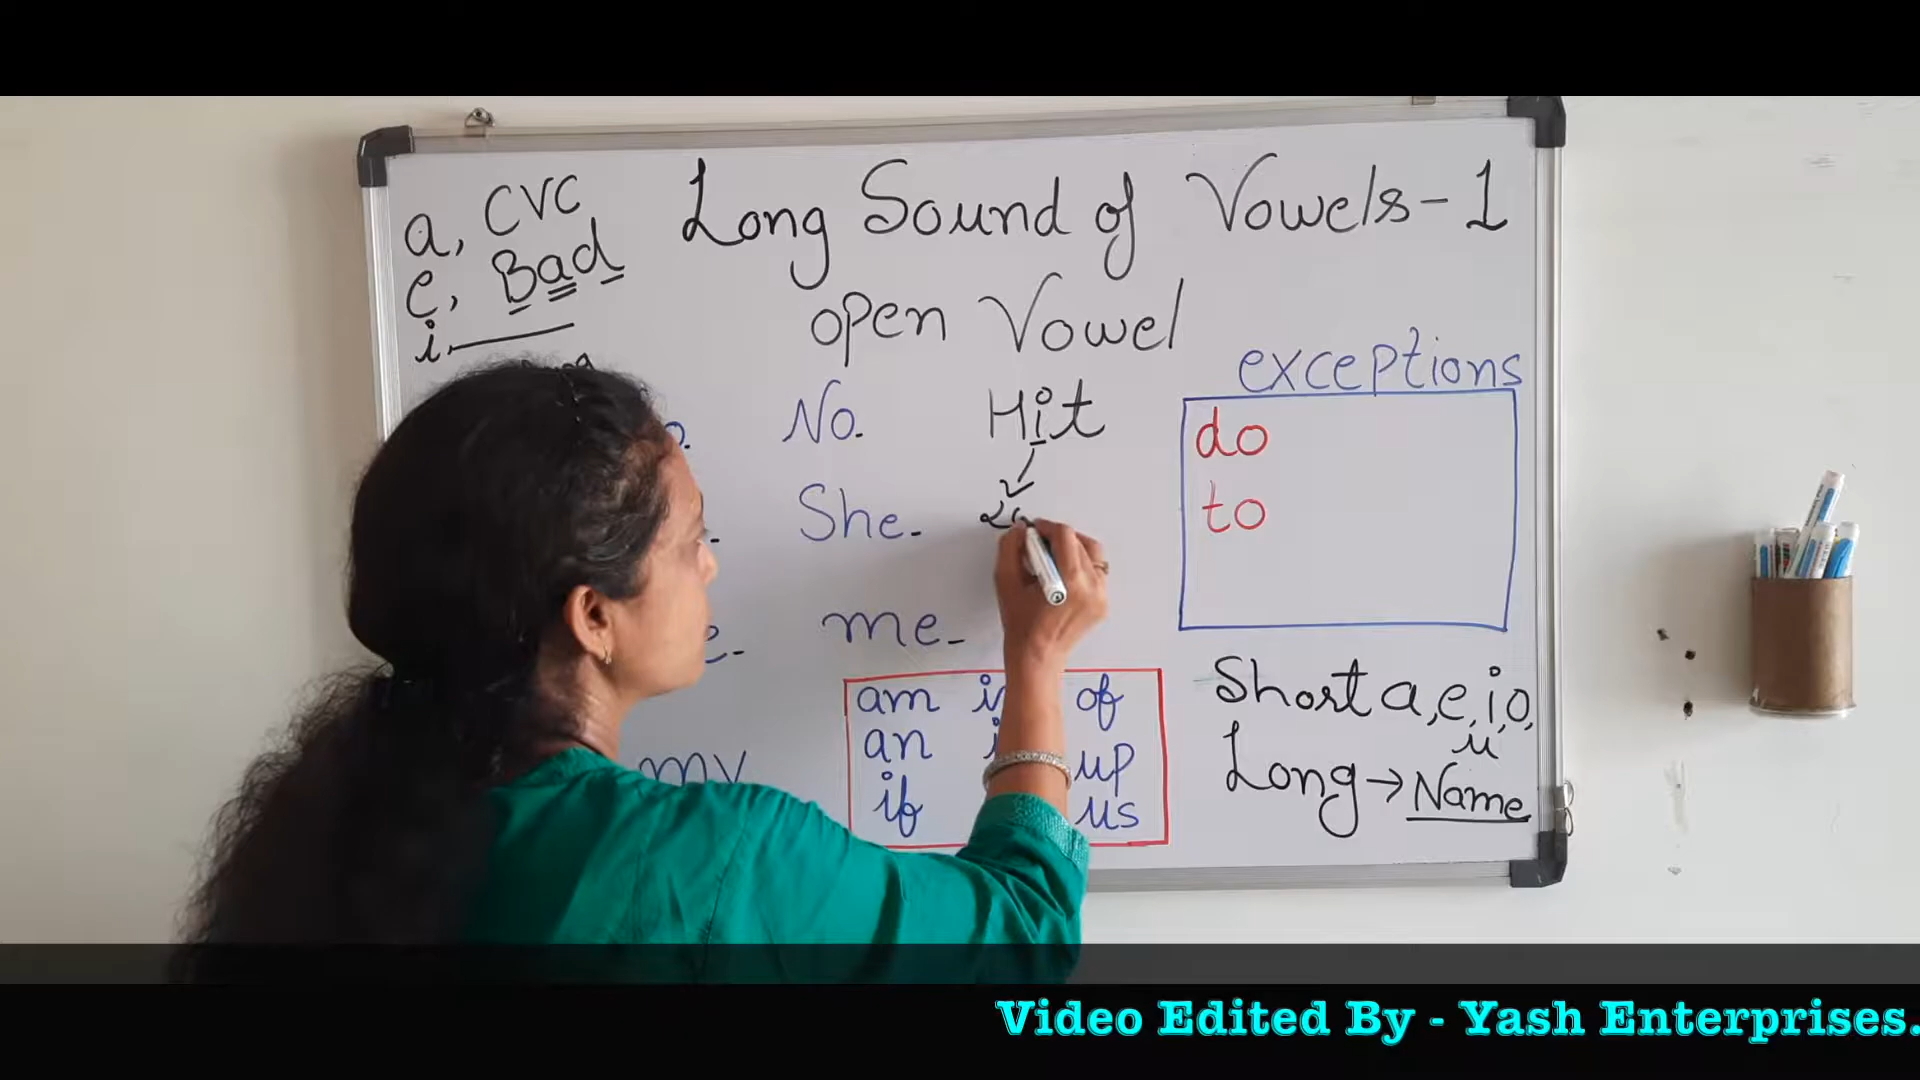 Long Sound of Vowels-1
a, CVC
e, Bad
i,
open Vowel
No. Hit
She.
me.
my
exceptions
do
to
am of
an up
if us
Short a, e, i, o,
u
Long → Name
Video Edited By - Yash Enterprises.